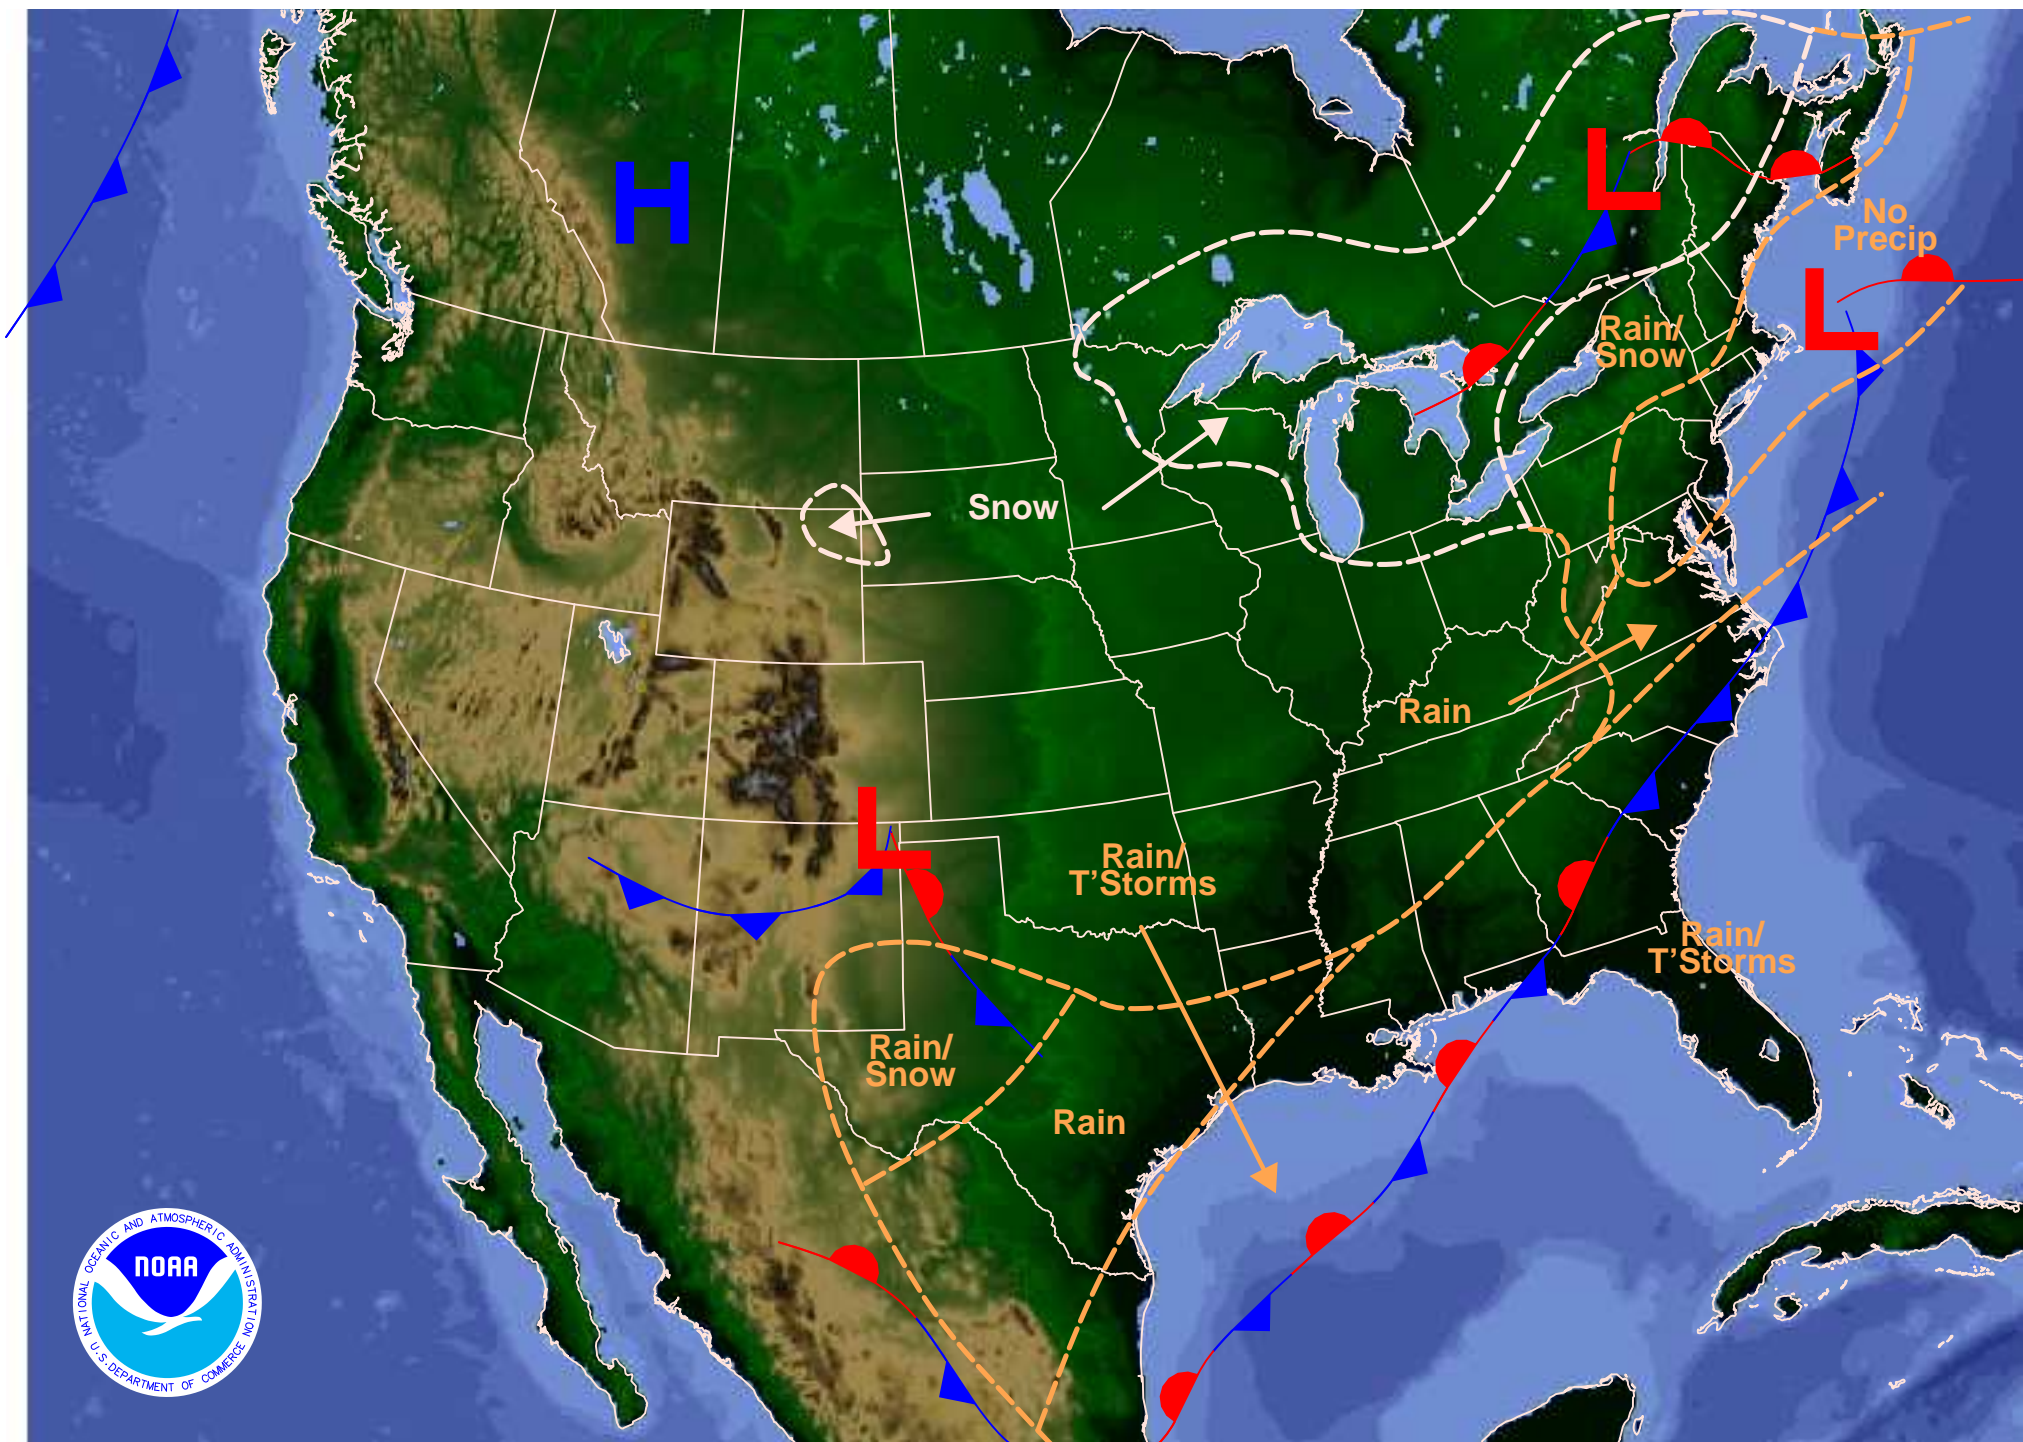 H
L
No
Precip
L
Rain/
Snow
Snow
Rain
L
Rain/
T'Storms
Rain/
T'Storms
Rain/
Snow
Rain
NATIONAL OCEANIC AND ATMOSPHERIC ADMINISTRATION
NOAA
U.S. DEPARTMENT OF COMMERCE